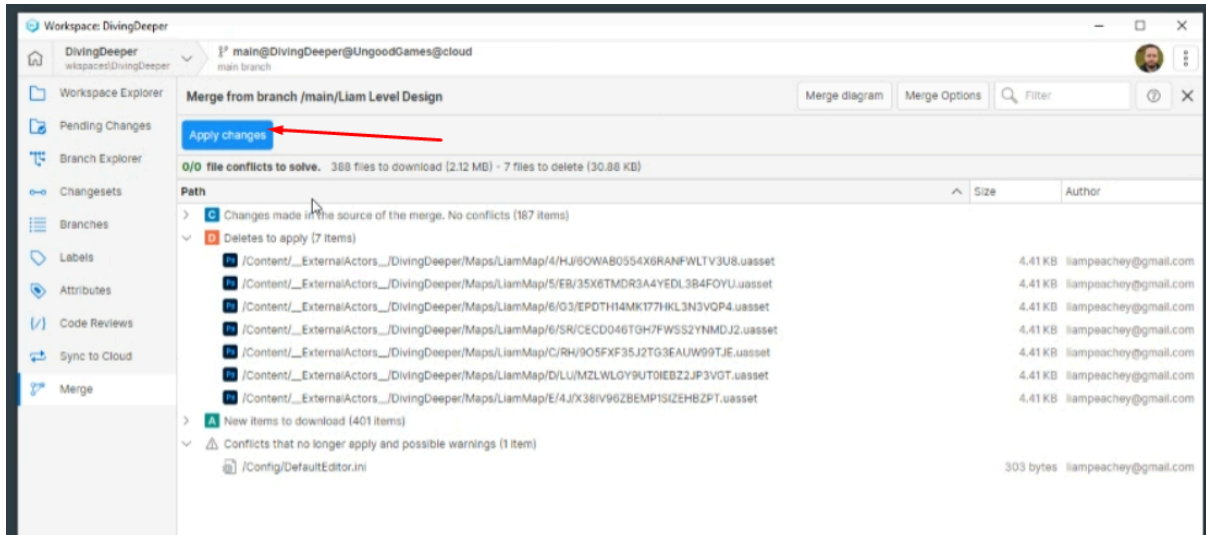 Workspace: DivingDeeper
DivingDeeper
wkspaces\DivingDeeper
main@DivingDeeper@UngoodGames@cloud
main branch
Workspace Explorer
Pending Changes
Branch Explorer
Changesets
Branches
Labels
Attributes
Code Reviews
Sync to Cloud
Merge
Merge from branch /main/Liam Level Design
Merge diagram
Merge Options
Filter
Apply changes
0/0 file conflicts to solve. 388 files to download (2.12 MB) - 7 files to delete (30.88 KB)
Path Size Author
C Changes made in the source of the merge. No conflicts (187 items)
D Deletes to apply (7 items)
Ps /Content/__ExternalActors__/DivingDeeper/Maps/LiamMap/4/HJ/6OWAB0554X6RANFWLTV3U8.uasset 4.41 KB liampeachey@gmail.com
Ps /Content/__ExternalActors__/DivingDeeper/Maps/LiamMap/5/EB/35X6TMDR3A4YEDL3B4FOYU.uasset 4.41 KB liampeachey@gmail.com
Ps /Content/__ExternalActors__/DivingDeeper/Maps/LiamMap/6/G3/EPDTH14MK177HKL3N3VQP4.uasset 4.41 KB liampeachey@gmail.com
Ps /Content/__ExternalActors__/DivingDeeper/Maps/LiamMap/6/SR/CECD046TGH7FWSS2YNMDJ2.uasset 4.41 KB liampeachey@gmail.com
Ps /Content/__ExternalActors__/DivingDeeper/Maps/LiamMap/C/RH/9O5FXF35J2TG3EAUW99TJE.uasset 4.41 KB liampeachey@gmail.com
Ps /Content/__ExternalActors__/DivingDeeper/Maps/LiamMap/D/LU/MZLWLGY9UT0IEBZ2JP3VGT.uasset 4.41 KB liampeachey@gmail.com
Ps /Content/__ExternalActors__/DivingDeeper/Maps/LiamMap/E/4J/X38IV96ZBEMP1SIZEHBZPT.uasset 4.41 KB liampeachey@gmail.com
A New items to download (401 items)
Conflicts that no longer apply and possible warnings (1 item)
/Config/DefaultEditor.ini 303 bytes liampeachey@gmail.com